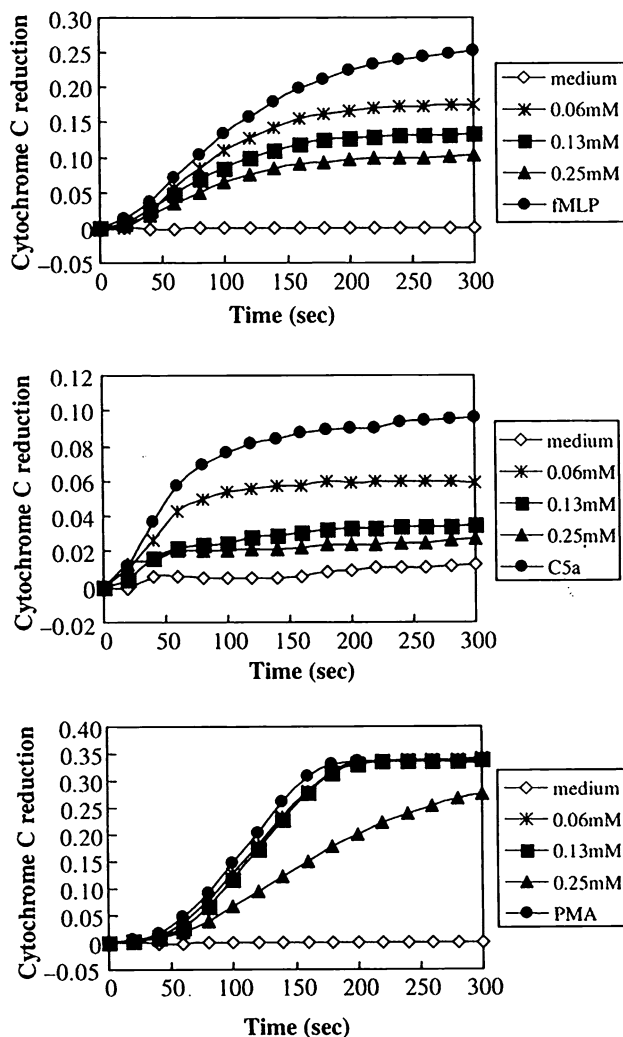 Cytochrome C reduction
0.30
0.25
0.20
0.15
0.10
0.05
0
−0.05
0 50 100 150 200 250 300
Time (sec)
medium
0.06mM
0.13mM
0.25mM
fMLP
Cytochrome C reduction
0.12
0.10
0.08
0.06
0.04
0.02
0
−0.02
0 50 100 150 200 250 300
Time (sec)
medium
0.06mM
0.13mM
0.25mM
C5a
Cytochrome C reduction
0.40
0.35
0.30
0.25
0.20
0.15
0.10
0.05
0
−0.05
0 50 100 150 200 250 300
Time (sec)
medium
0.06mM
0.13mM
0.25mM
PMA